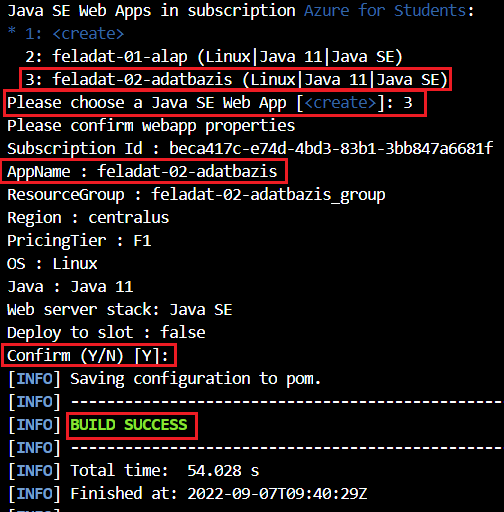 Java SE Web Apps in subscription Azure for Students:
* 1: <create>
2: feladat-01-alap (Linux|Java 11|Java SE)
3: feladat-02-adatbazis (Linux|Java 11|Java SE)
Please choose a Java SE Web App [<create>]: 3
Please confirm webapp properties
Subscription Id : beca417c-e74d-4bd3-83b1-3bb847a6681f
AppName : feladat-02-adatbazis
ResourceGroup : feladat-02-adatbazis_group
Region : centralus
PricingTier : F1
OS : Linux
Java : Java 11
Web server stack: Java SE
Deploy to slot : false
Confirm (Y/N) [Y]:
[INFO] Saving configuration to pom.
[INFO] ------------------------------------------------
[INFO] BUILD SUCCESS
[INFO] ------------------------------------------------
[INFO] Total time:  54.028 s
[INFO] Finished at: 2022-09-07T09:40:29Z